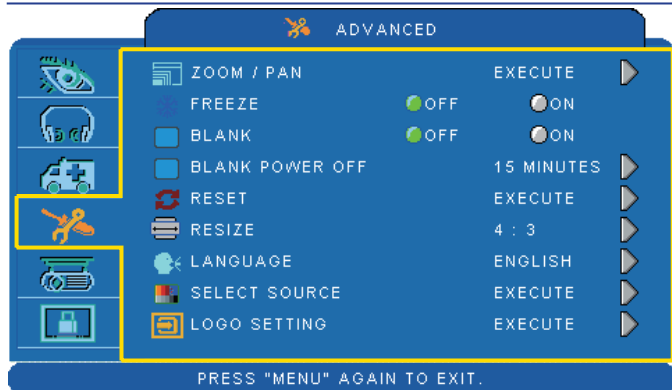 ADVANCED
ZOOM / PAN EXECUTE
FREEZE OFF ON
BLANK OFF ON
BLANK POWER OFF 15 MINUTES
RESET EXECUTE
RESIZE 4 : 3
LANGUAGE ENGLISH
SELECT SOURCE EXECUTE
LOGO SETTING EXECUTE
PRESS "MENU" AGAIN TO EXIT.